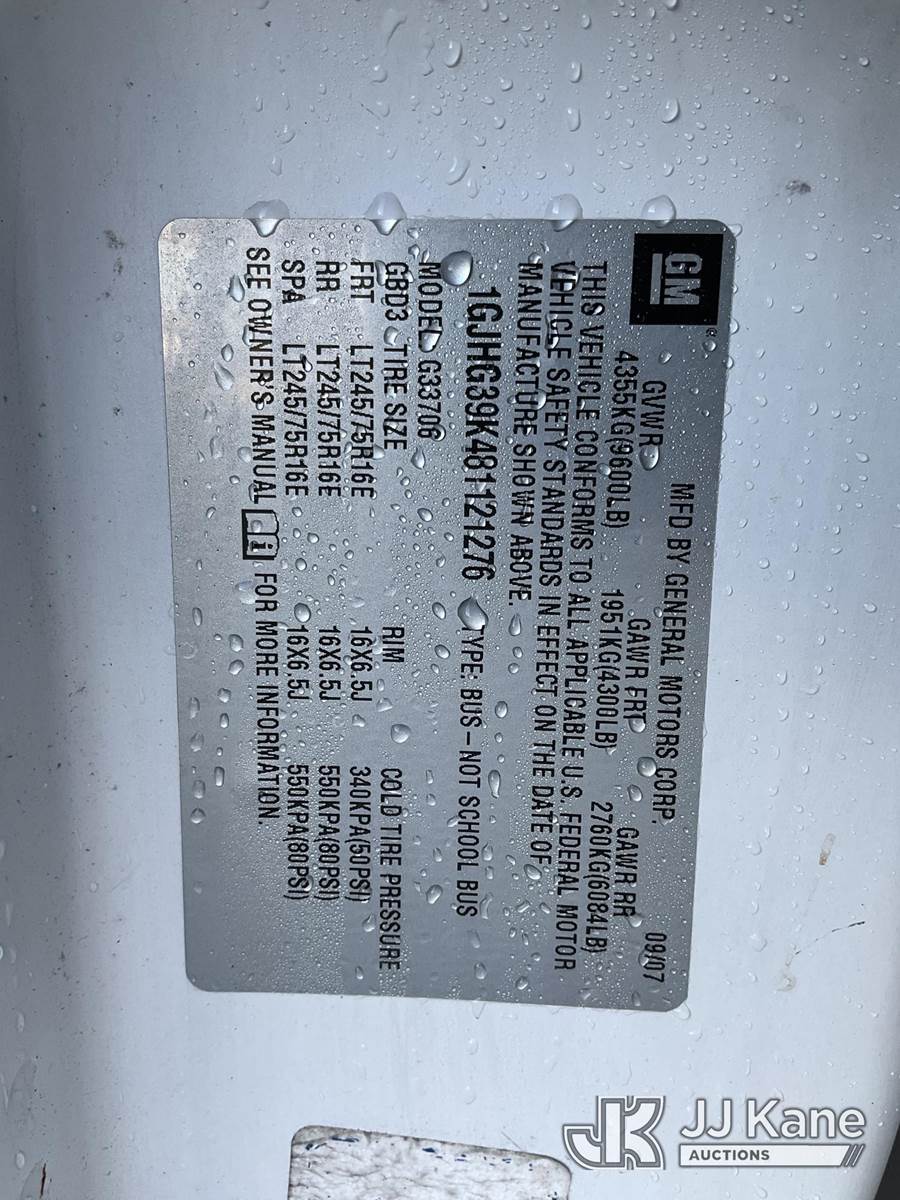 GM
MFD BY GENERAL MOTORS CORP. 09/07
GVWR GAWR FRT GAWR RR
4355KG(9600LB) 1951KG(4300LB) 2760KG(6084LB)
THIS VEHICLE CONFORMS TO ALL APPLICABLE U.S. FEDERAL MOTOR
VEHICLE SAFETY STANDARDS IN EFFECT ON THE DATE OF
MANUFACTURE SHOWN ABOVE.
1GJHG39K481121276 TYPE: BUS – NOT SCHOOL BUS
MODEL: G33706
GBD3 TIRE SIZE RIM COLD TIRE PRESSURE
FRT LT245/75R16E 16X6.5J 340KPA(50PSI)
RR LT245/75R16E 16X6.5J 550KPA(80PSI)
SPA LT245/75R16E 16X6.5J 550KPA(80PSI)
SEE OWNER'S MANUAL FOR MORE INFORMATION.
JK JJ Kane
AUCTIONS